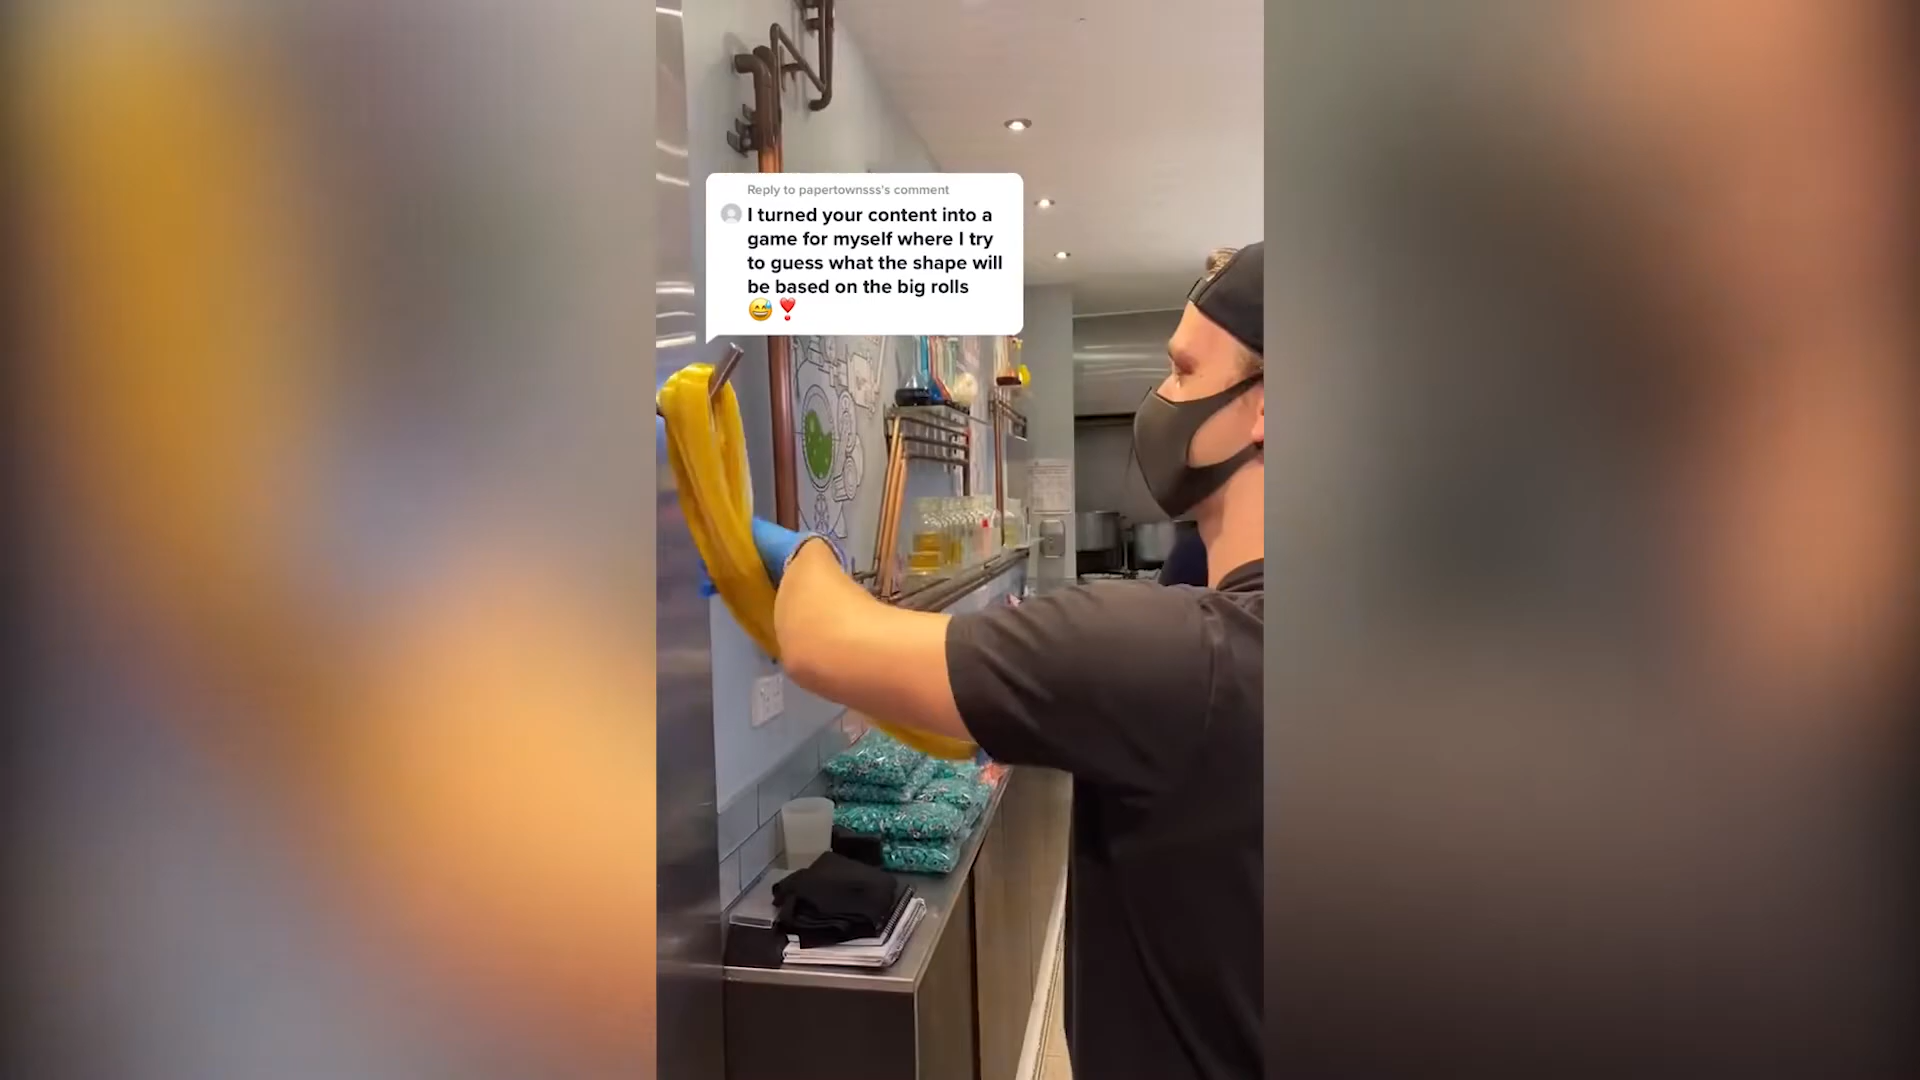 Reply to papertownsss's comment
I turned your content into a
game for myself where I try
to guess what the shape will
be based on the big rolls
😅❣️